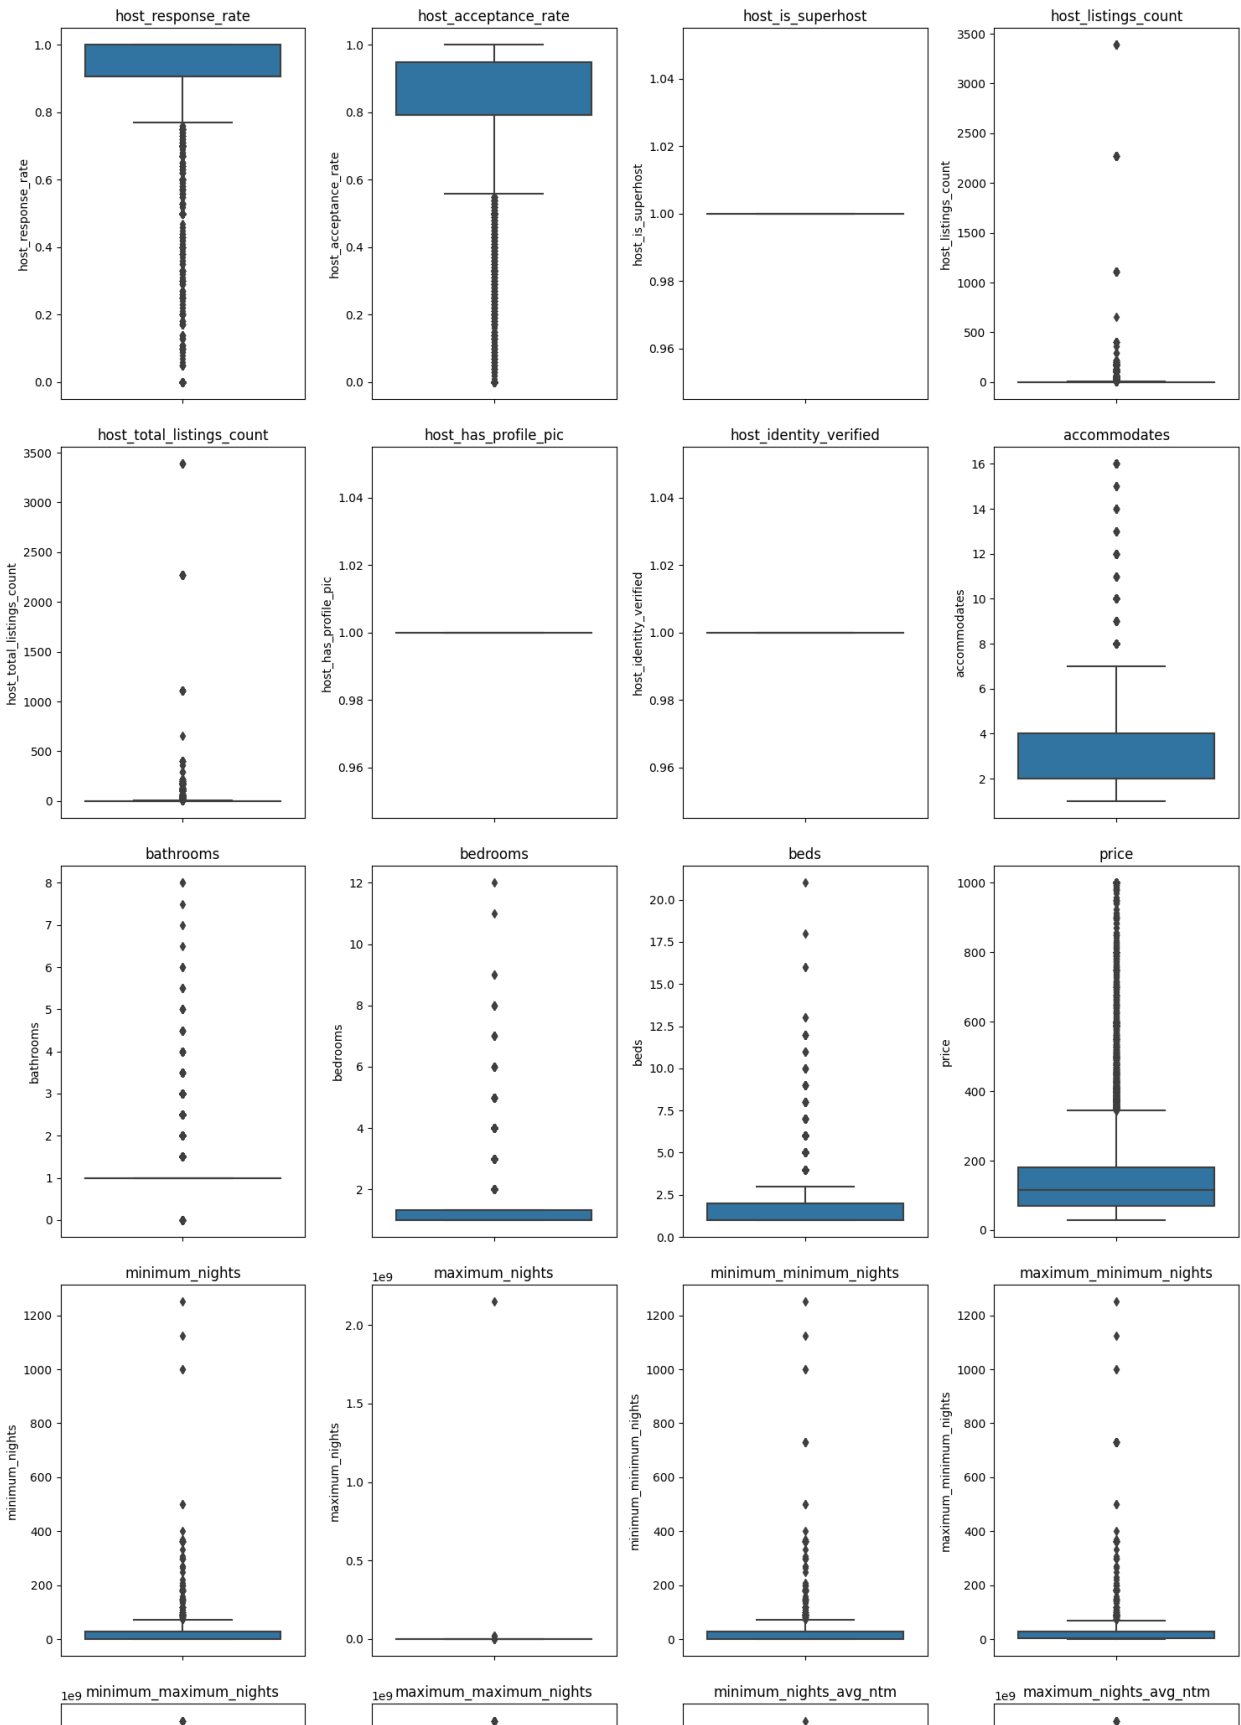 host_response_rate
host_acceptance_rate
host_is_superhost
host_listings_count
1.0
0.8
0.6
0.4
0.2
0.0
host_response_rate
1.0
0.8
0.6
0.4
0.2
0.0
host_acceptance_rate
1.04
1.02
1.00
0.98
0.96
host_is_superhost
3500
3000
2500
2000
1500
1000
500
0
host_listings_count
host_total_listings_count
host_has_profile_pic
host_identity_verified
accommodates
3500
3000
2500
2000
1500
1000
500
0
host_total_listings_count
1.04
1.02
1.00
0.98
0.96
host_has_profile_pic
1.04
1.02
1.00
0.98
0.96
host_identity_verified
16
14
12
10
8
6
4
2
accommodates
bathrooms
bedrooms
beds
price
8
7
6
5
4
3
2
1
0
bathrooms
12
10
8
6
4
2
bedrooms
20.0
17.5
15.0
12.5
10.0
7.5
5.0
2.5
0.0
beds
1000
800
600
400
200
0
price
minimum_nights
1e9
maximum_nights
minimum_minimum_nights
maximum_minimum_nights
1200
1000
800
600
400
200
0
minimum_nights
2.0
1.5
1.0
0.5
0.0
maximum_nights
1200
1000
800
600
400
200
0
minimum_minimum_nights
1200
1000
800
600
400
200
0
maximum_minimum_nights
1e9
minimum_maximum_nights
1e9
maximum_maximum_nights
minimum_nights_avg_ntm
1e9
maximum_nights_avg_ntm